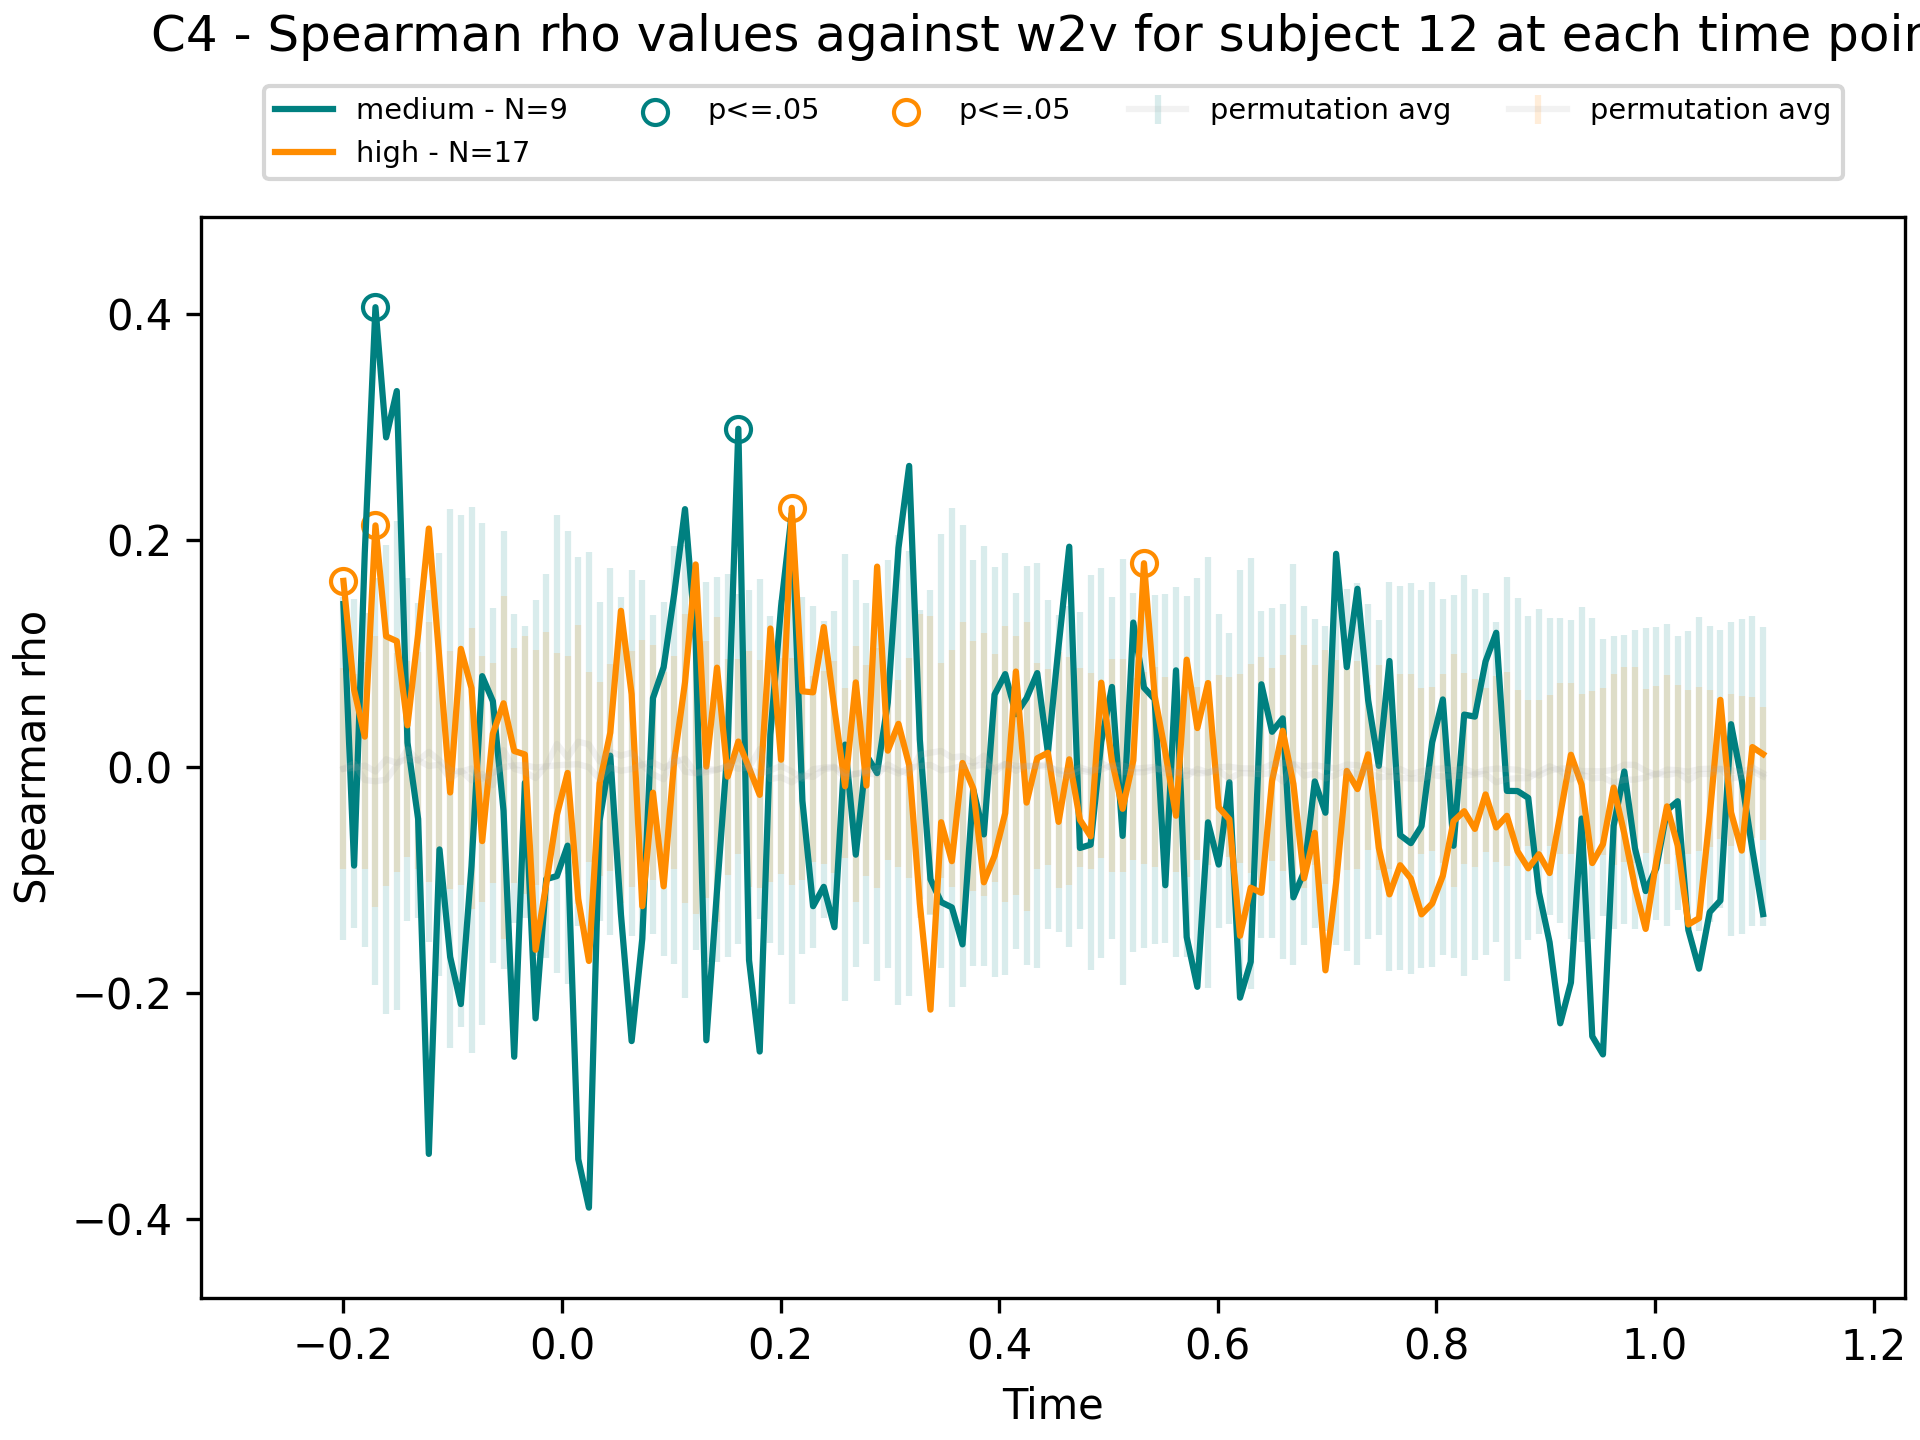 C4 - Spearman rho values against w2v for subject 12 at each time poin
medium - N=9
high - N=17
p<=.05
p<=.05
permutation avg
permutation avg
Spearman rho
0.4
0.2
0.0
−0.2
−0.4
−0.2
0.0
0.2
0.4
0.6
0.8
1.0
1.2
Time